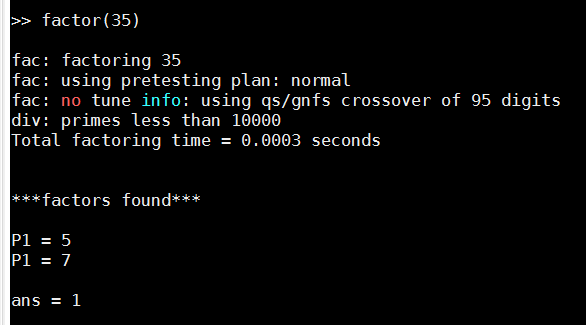 >> factor(35)
fac: factoring 35
fac: using pretesting plan: normal
fac: no tune info: using qs/gnfs crossover of 95 digits
div: primes less than 10000
Total factoring time = 0.0003 seconds
***factors found***
P1 = 5
P1 = 7
ans = 1